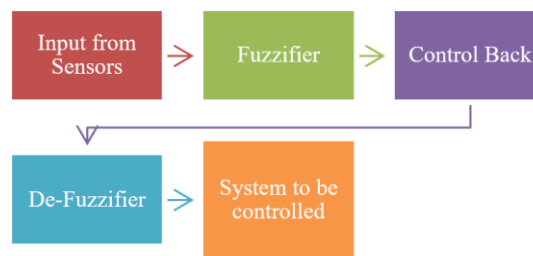 Input from
Sensors
Fuzzifier
Control Back
De-Fuzzifier
System to be
controlled